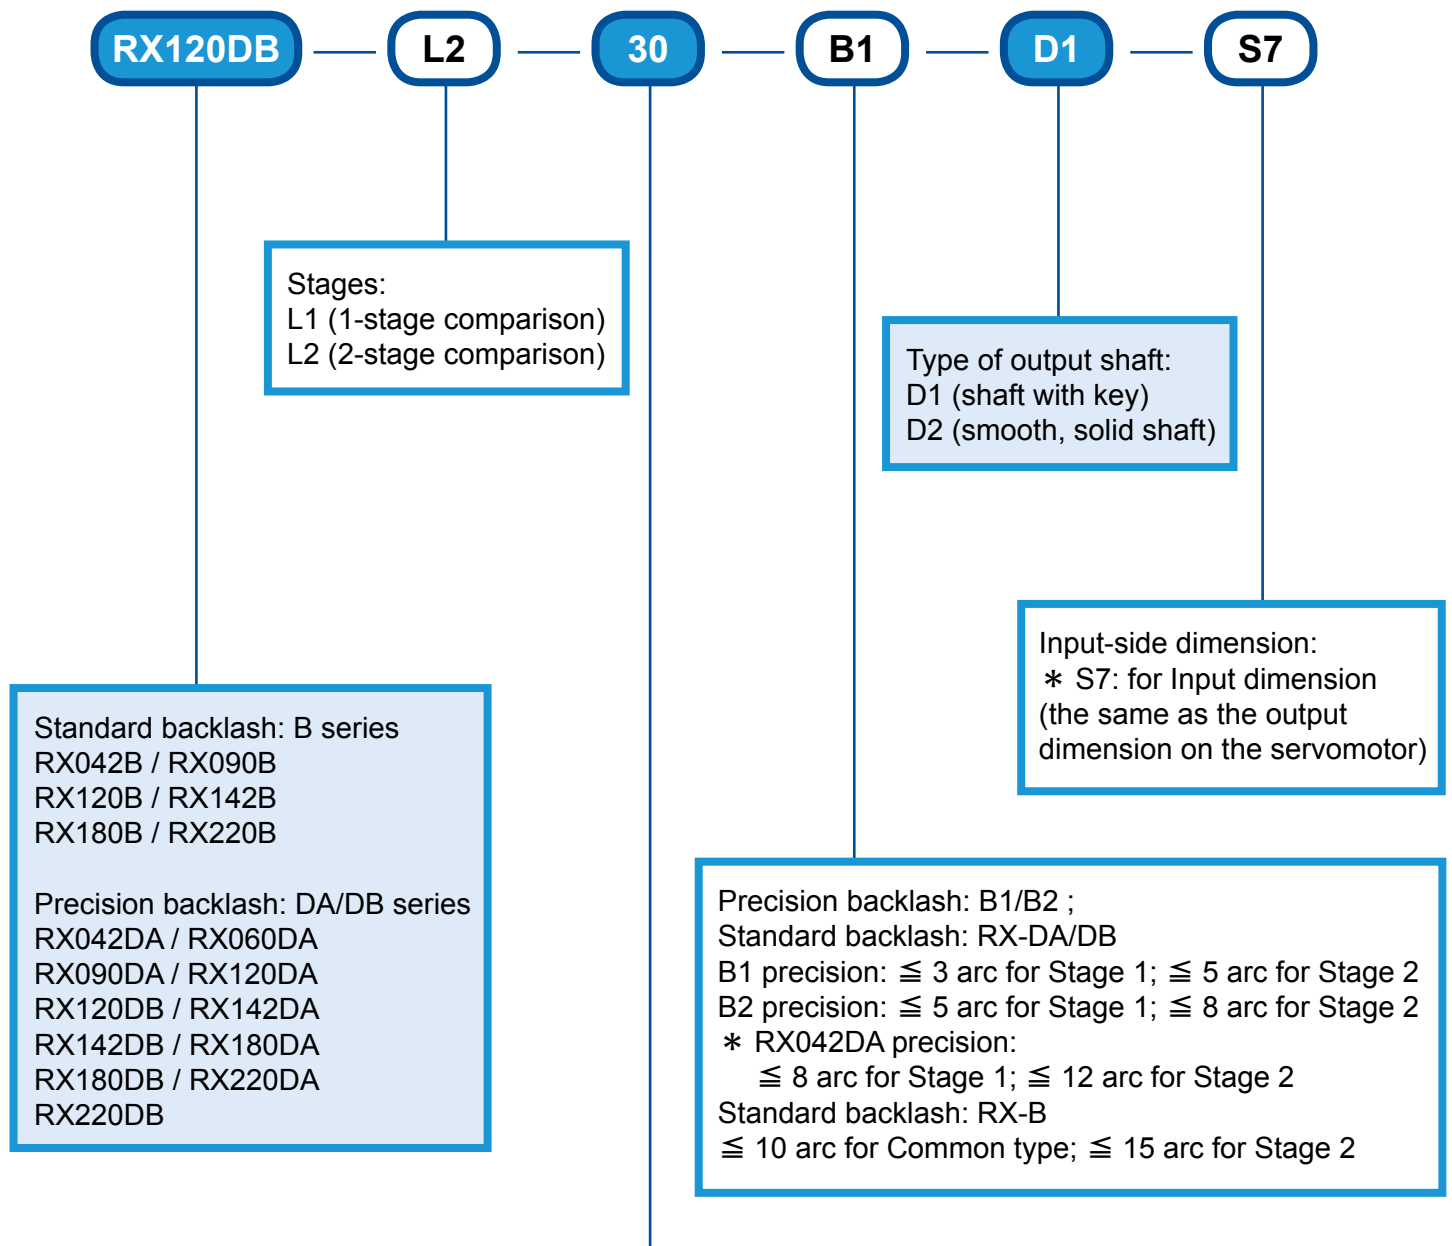 RX120DB L2 30 B1 D1 S7
Stages:
L1 (1-stage comparison)
L2 (2-stage comparison)
Type of output shaft:
D1 (shaft with key)
D2 (smooth, solid shaft)
Input-side dimension:
* S7: for Input dimension
(the same as the output
dimension on the servomotor)
Standard backlash: B series
RX042B / RX090B
RX120B / RX142B
RX180B / RX220B
Precision backlash: DA/DB series
RX042DA / RX060DA
RX090DA / RX120DA
RX120DB / RX142DA
RX142DB / RX180DA
RX180DB / RX220DA
RX220DB
Precision backlash: B1/B2 ;
Standard backlash: RX-DA/DB
B1 precision: ≦ 3 arc for Stage 1; ≦ 5 arc for Stage 2
B2 precision: ≦ 5 arc for Stage 1; ≦ 8 arc for Stage 2
* RX042DA precision:
≦ 8 arc for Stage 1; ≦ 12 arc for Stage 2
Standard backlash: RX-B
≦ 10 arc for Common type; ≦ 15 arc for Stage 2